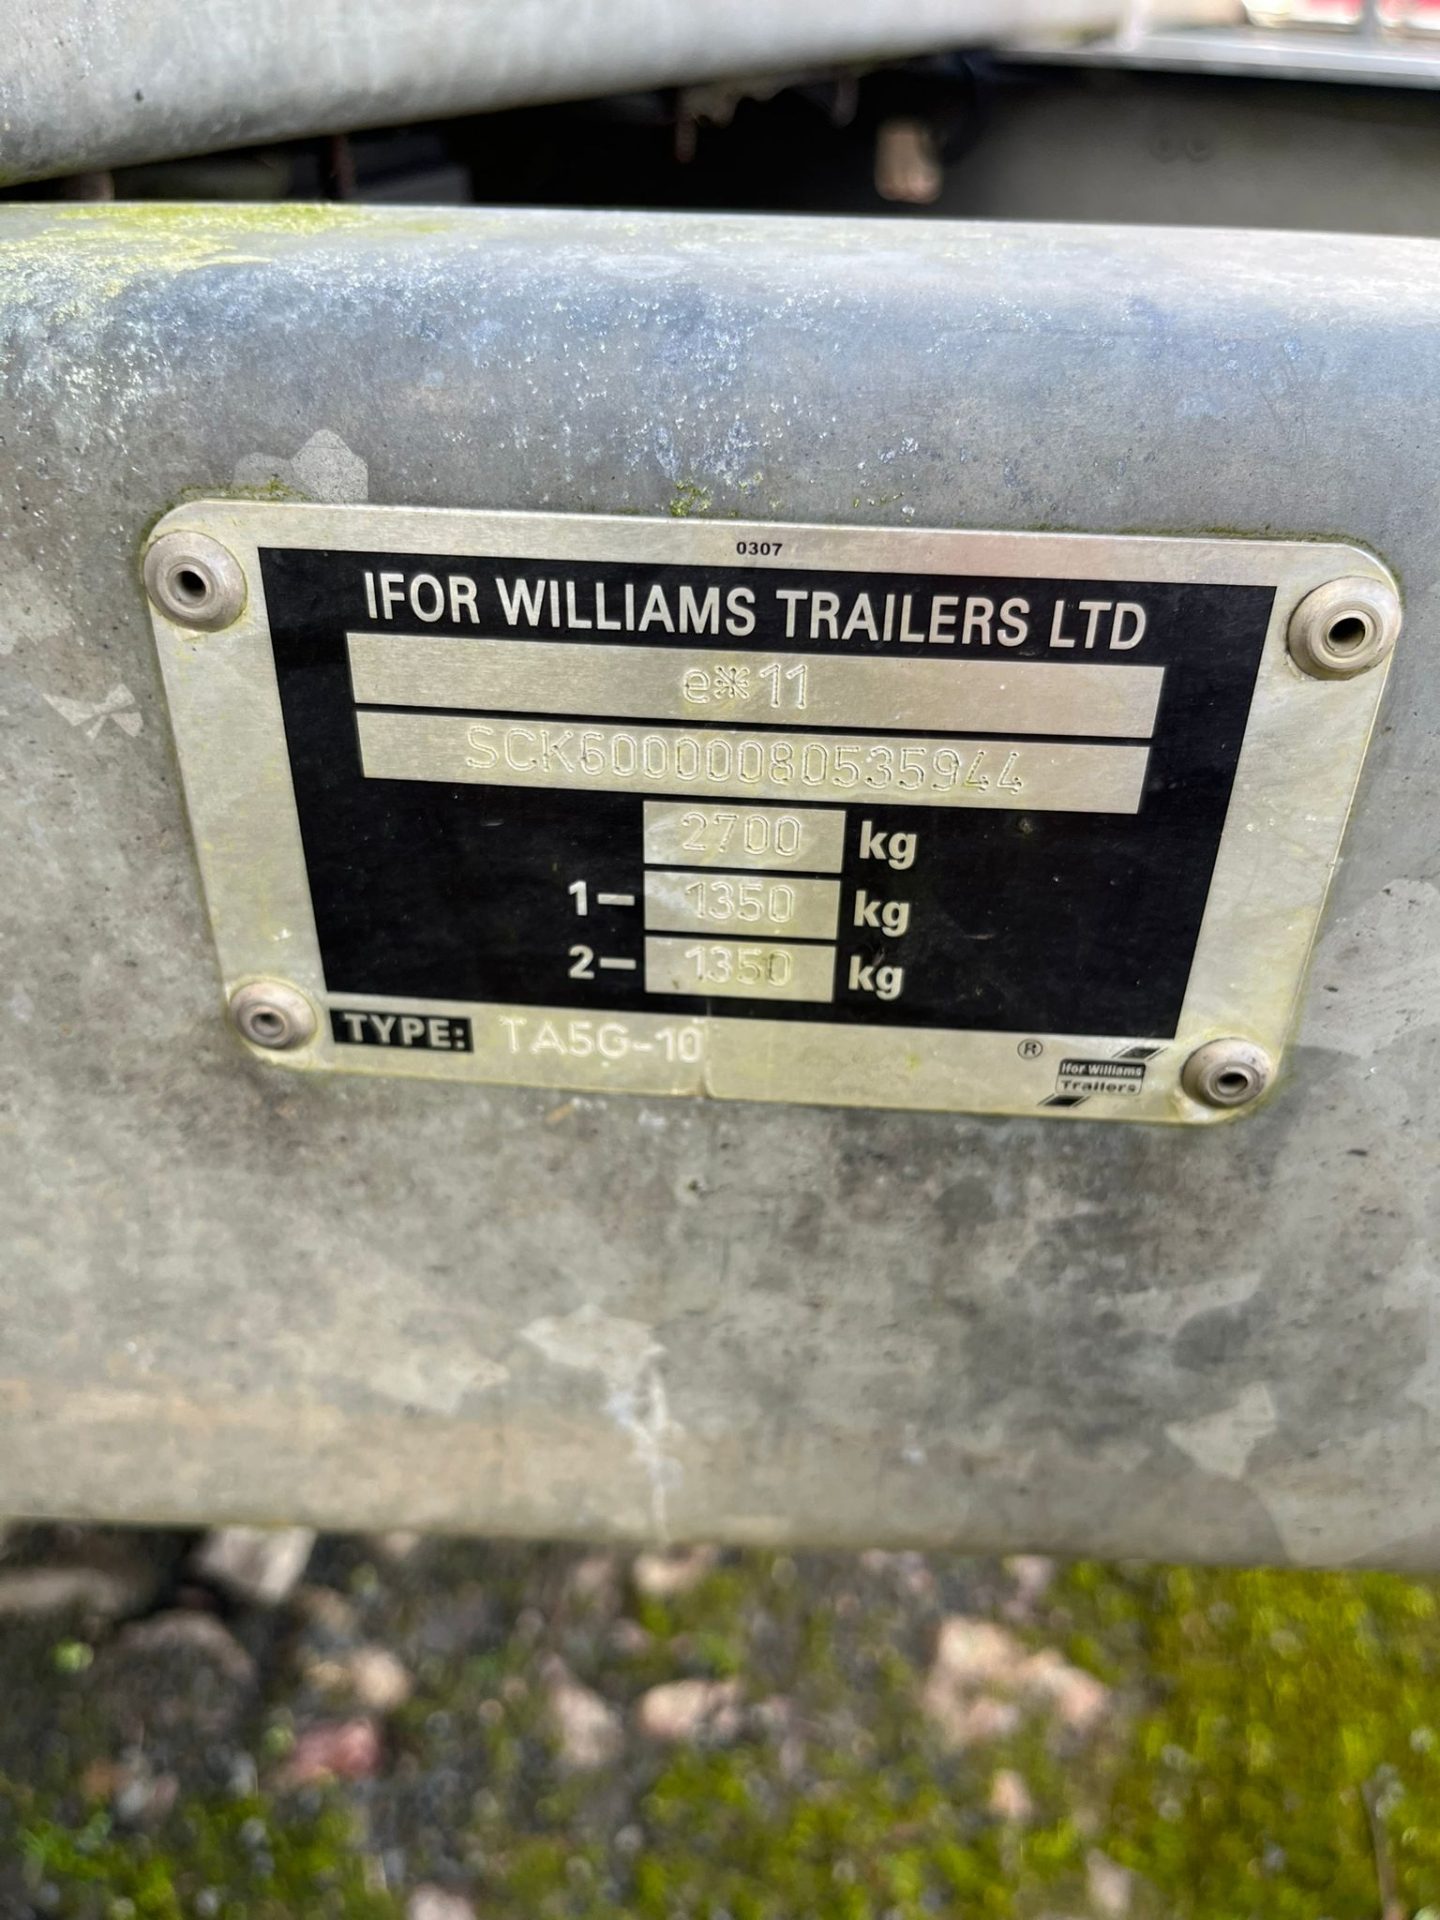 0307
IFOR WILLIAMS TRAILERS LTD
e*11
SCK60000080535944
2700 kg
1- 1350 kg
2- 1350 kg
TYPE: TA5G-10
®
Ifor Williams
Trailers